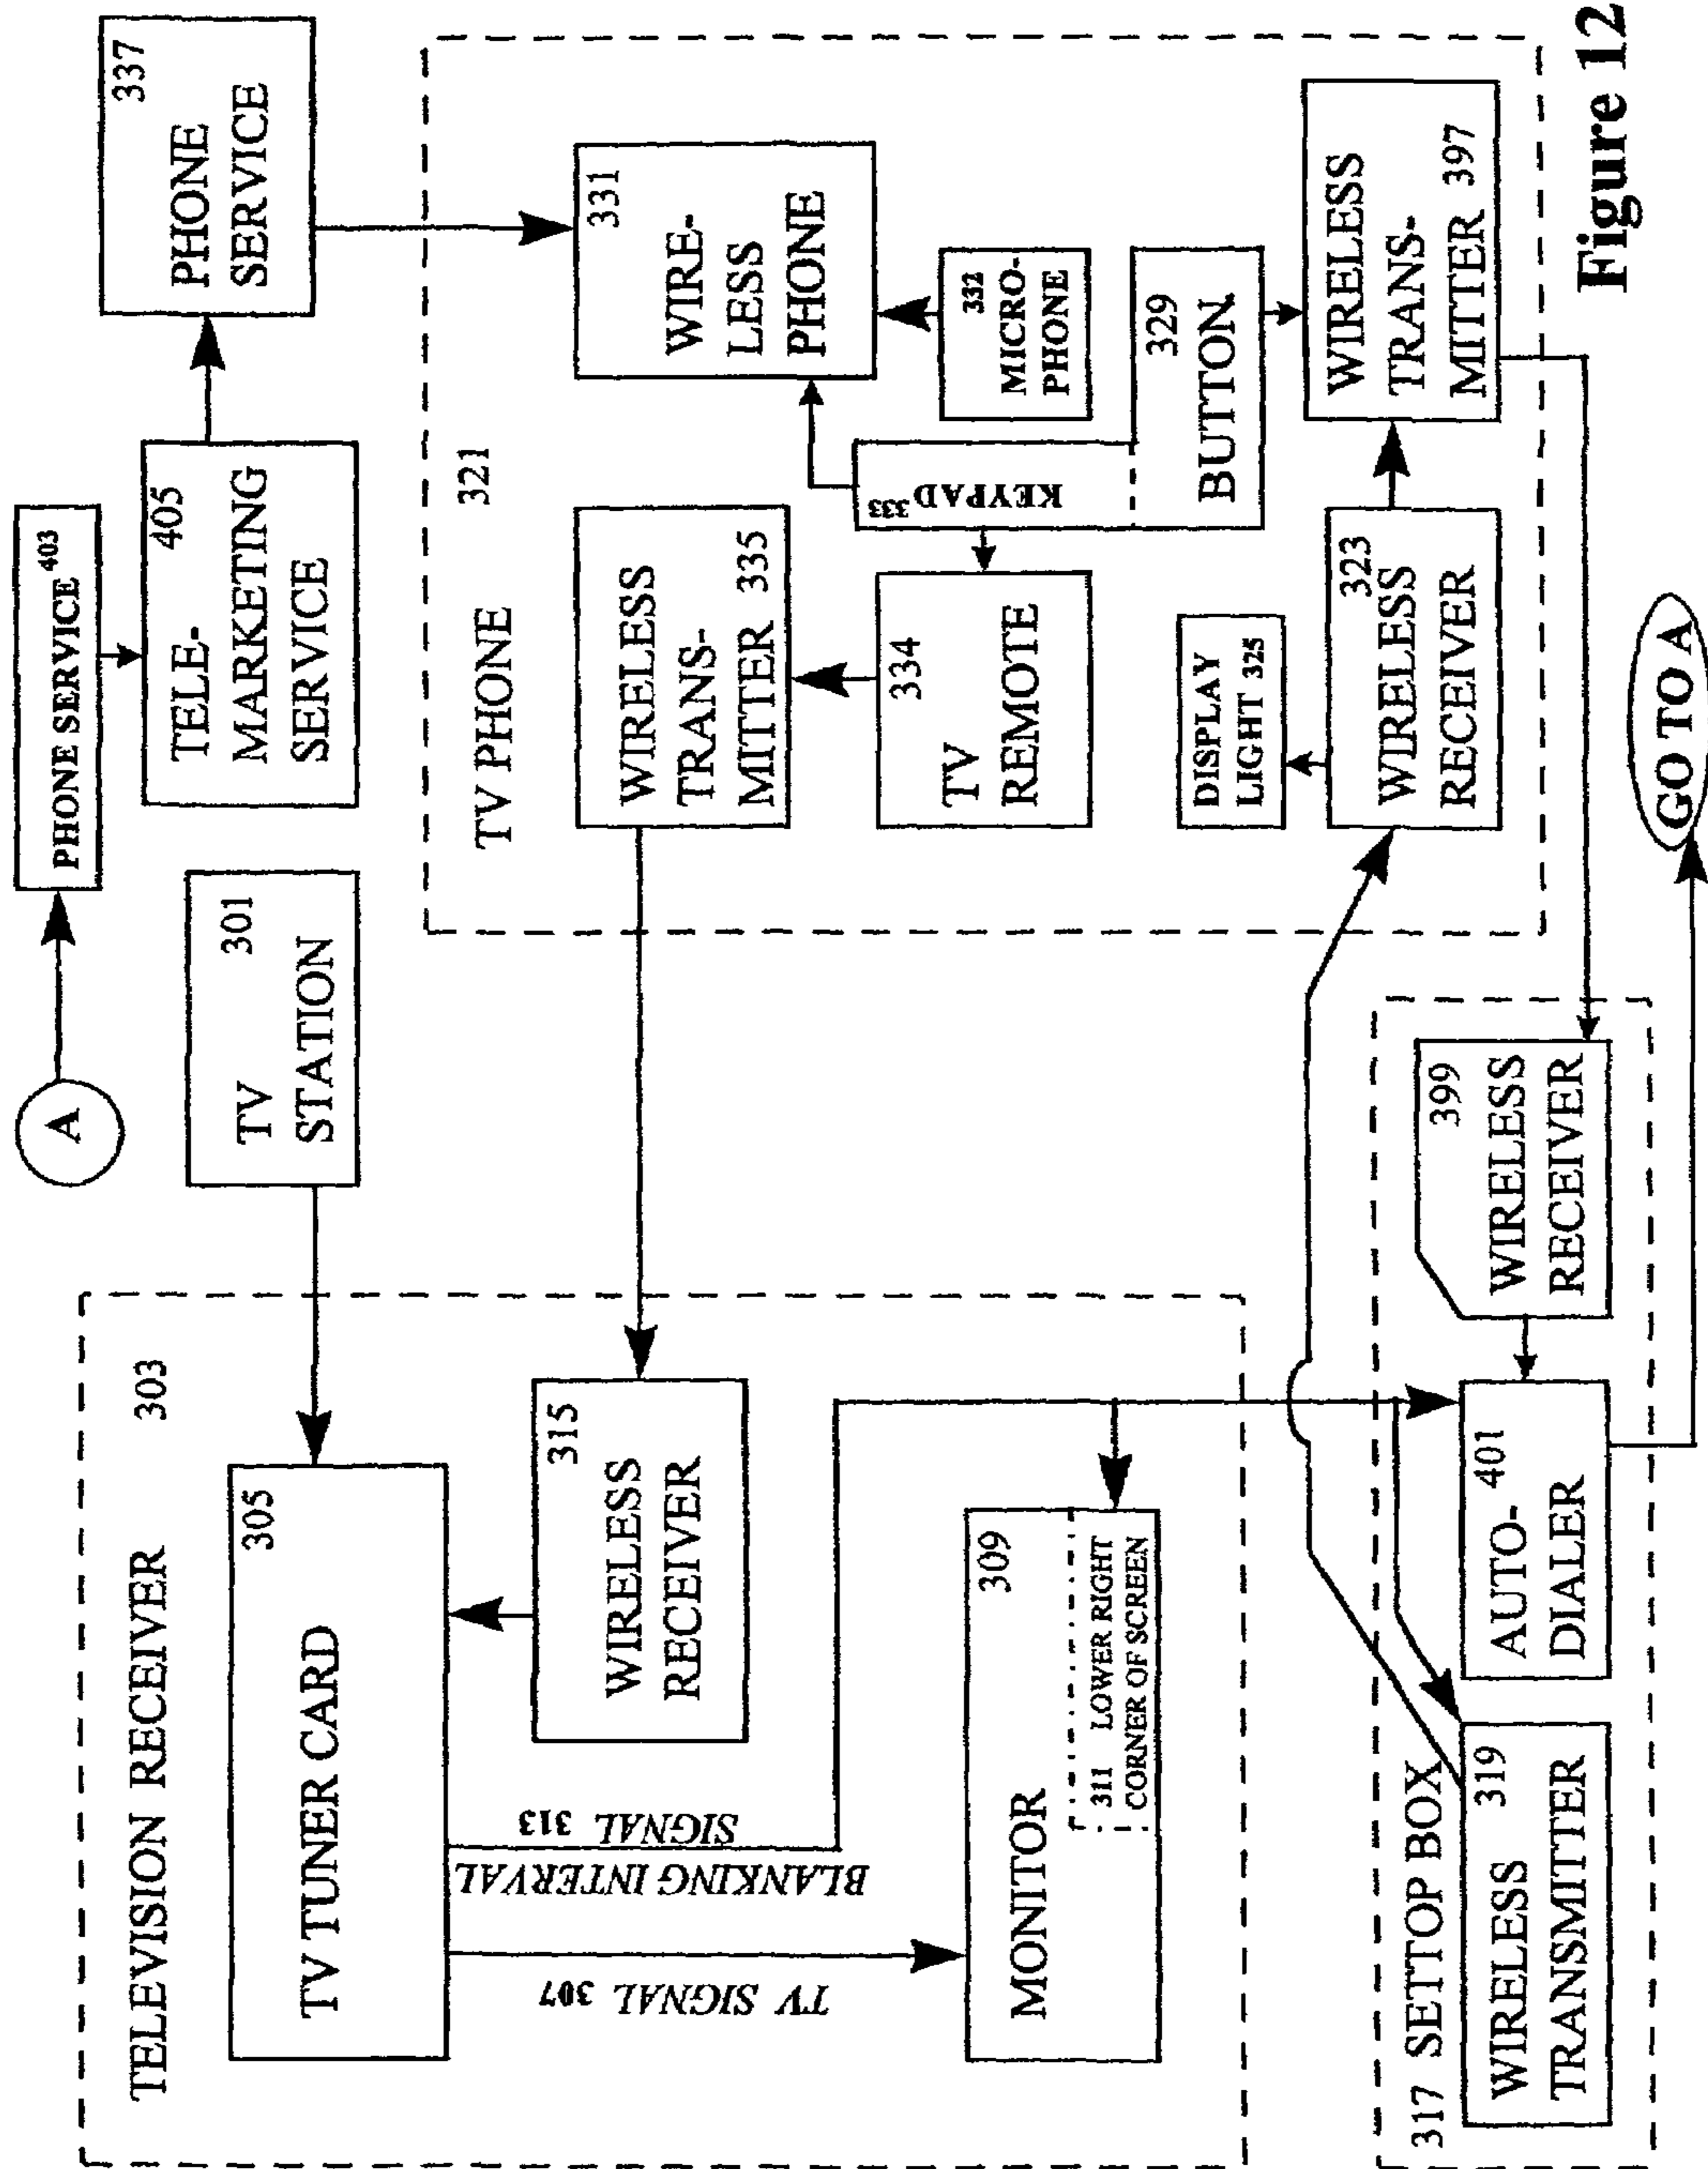 A
PHONE SERVICE 403
TELEVISION RECEIVER 303
TV 301
STATION
TELE- 405
MARKETING
SERVICE
337
PHONE
SERVICE
305
TV TUNER CARD
TV PHONE 321
315
WIRELESS
RECEIVER
WIRELESS
TRANS-
MITTER 335
331
WIRE-
LESS
PHONE
TV SIGNAL 307
BLANKING INTERVAL
SIGNAL 313
334
TV
REMOTE
KEYPAD 333
332
MICRO-
PHONE
309
MONITOR
311 LOWER RIGHT
CORNER OF SCREEN
DISPLAY
LIGHT 325
329
BUTTON
323
WIRELESS
RECEIVER
WIRELESS
TRANS-
MITTER 397
317 SETTOP BOX
319
WIRELESS
TRANSMITTER
AUTO- 401
DIALER
399
WIRELESS
RECEIVER
GO TO A
Figure 12